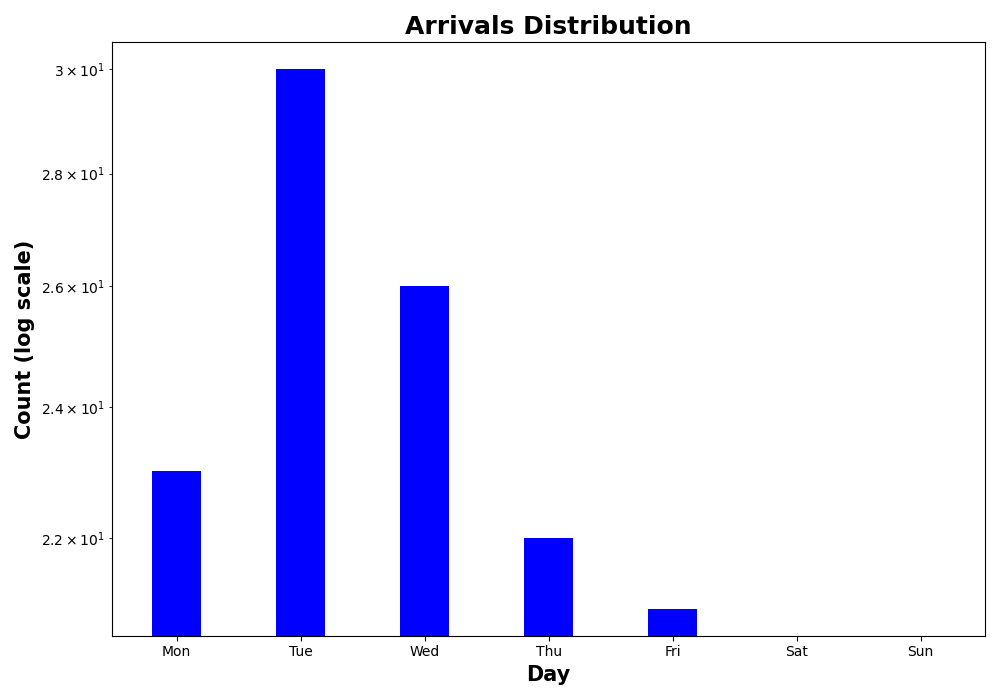 Arrivals Distribution
Count (log scale)
3 × 10¹
2.8 × 10¹
2.6 × 10¹
2.4 × 10¹
2.2 × 10¹
Mon Tue Wed Thu Fri Sat Sun
Day